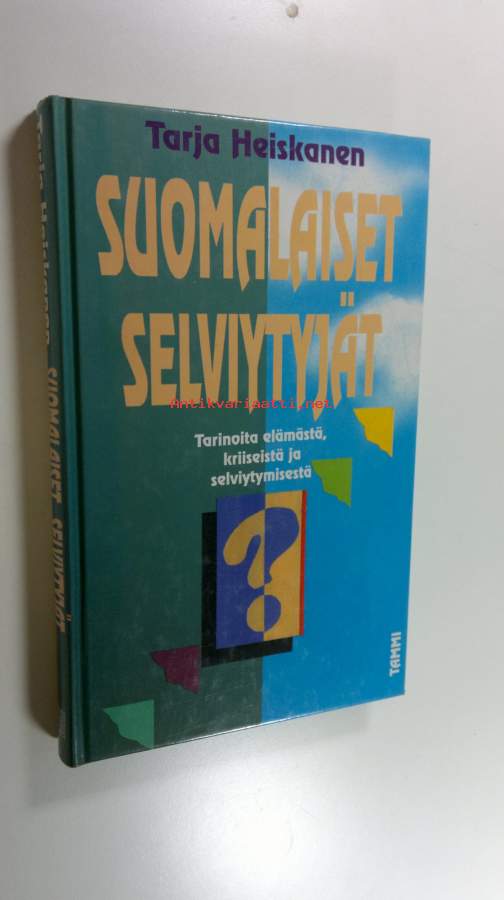 Tarja Heiskanen
SUOMALAISET
SELVIYTYJÄT
Antikvariaatti.net
Tarinoita elämästä,
kriiseistä ja
selviytymisestä
?
TAMMI
Tarja Heiskanen SUOMALAISET SELVIYTYJÄT